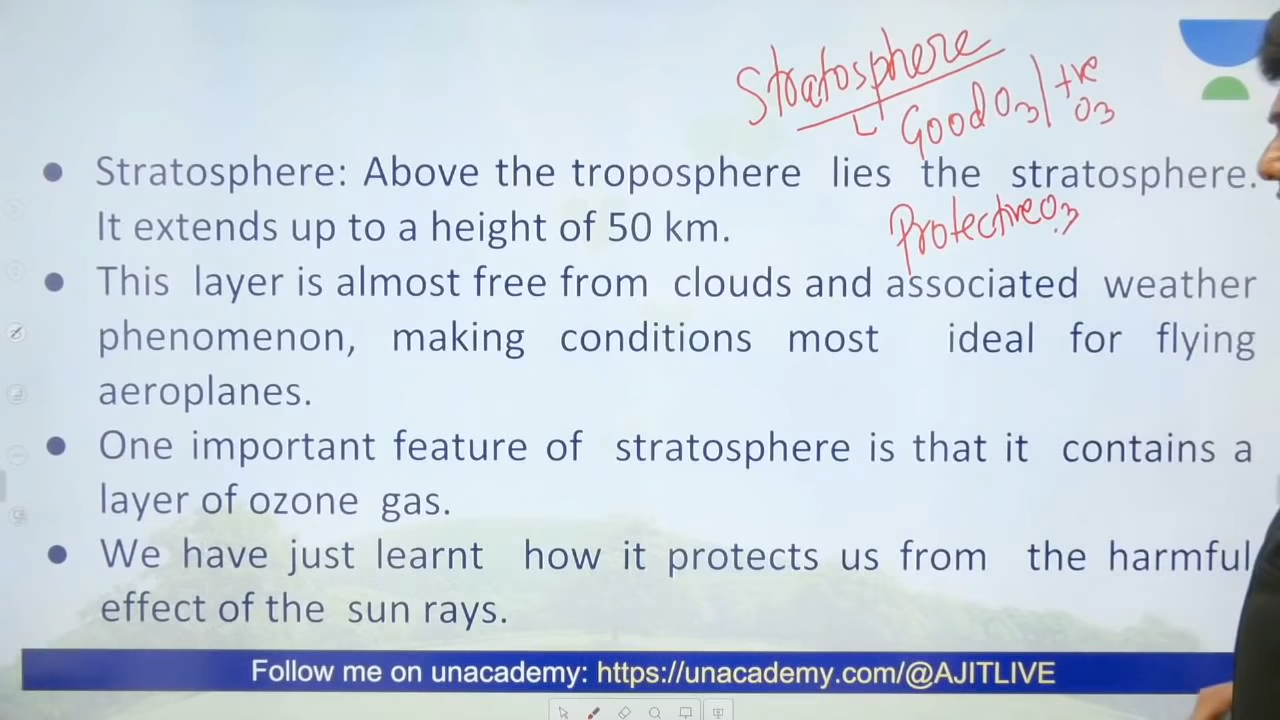 Stratosphere
Good O3 | +ve
O3
• Stratosphere: Above the troposphere lies the stratosphere.
Protective O3
It extends up to a height of 50 km.
• This layer is almost free from clouds and associated weather
phenomenon, making conditions most ideal for flying
aeroplanes.
• One important feature of stratosphere is that it contains a
layer of ozone gas.
• We have just learnt how it protects us from the harmful
effect of the sun rays.
Follow me on unacademy: https://unacademy.com/@AJITLIVE